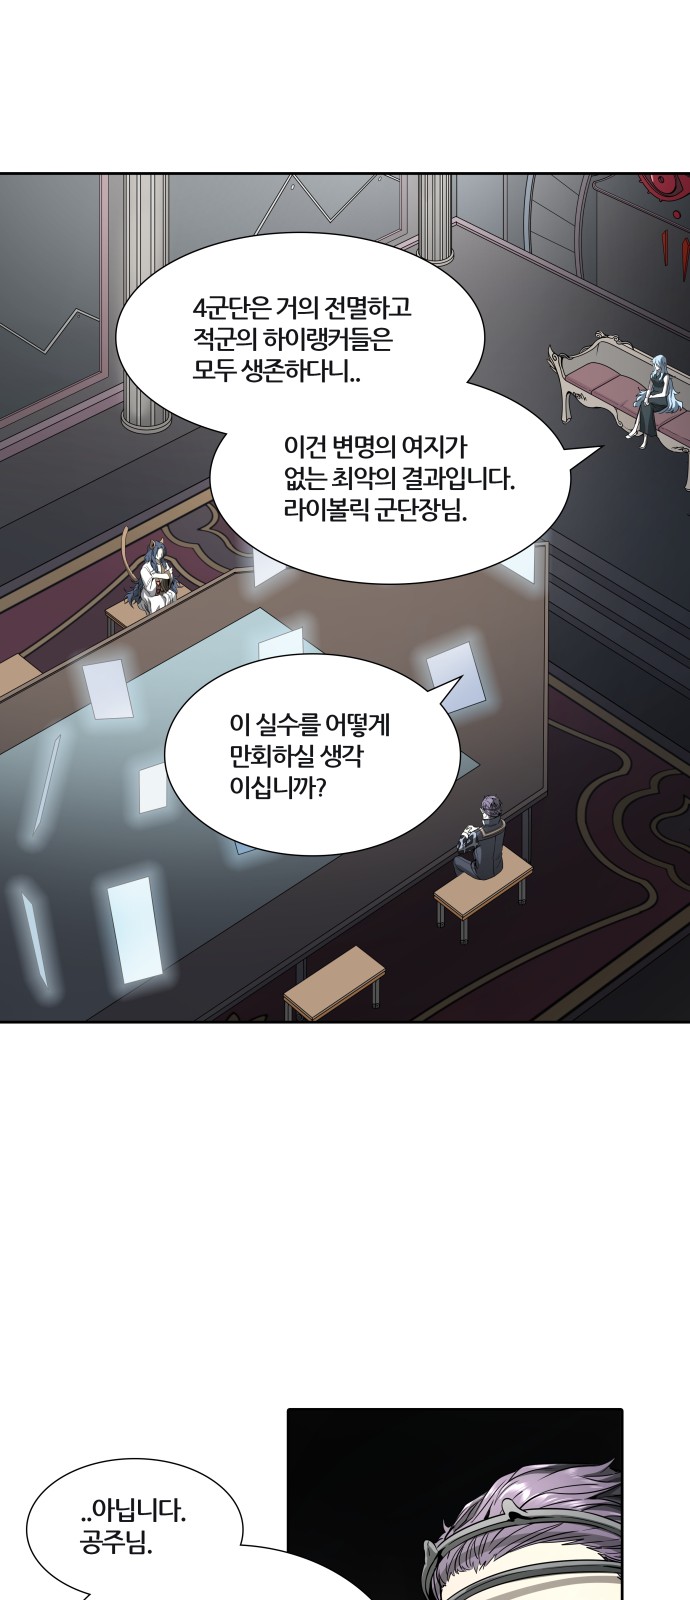 4군단은 거의 전멸하고
적군의 하이랭커들은
모두 생존하다니..
이건 변명의 여지가
없는 최악의 결과입니다.
라이볼릭 군단장님.
이 실수를 어떻게
만회하실 생각
이십니까?
..아닙니다.
공주님.